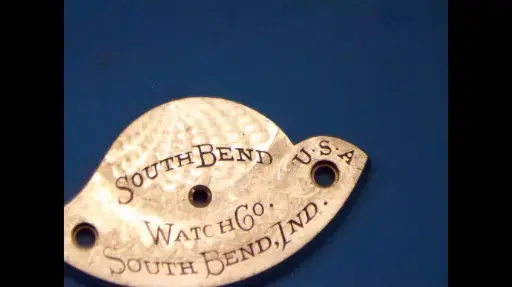 SOUTH BEND
U.S.A
WATCH CO.
SOUTH BEND, IND.